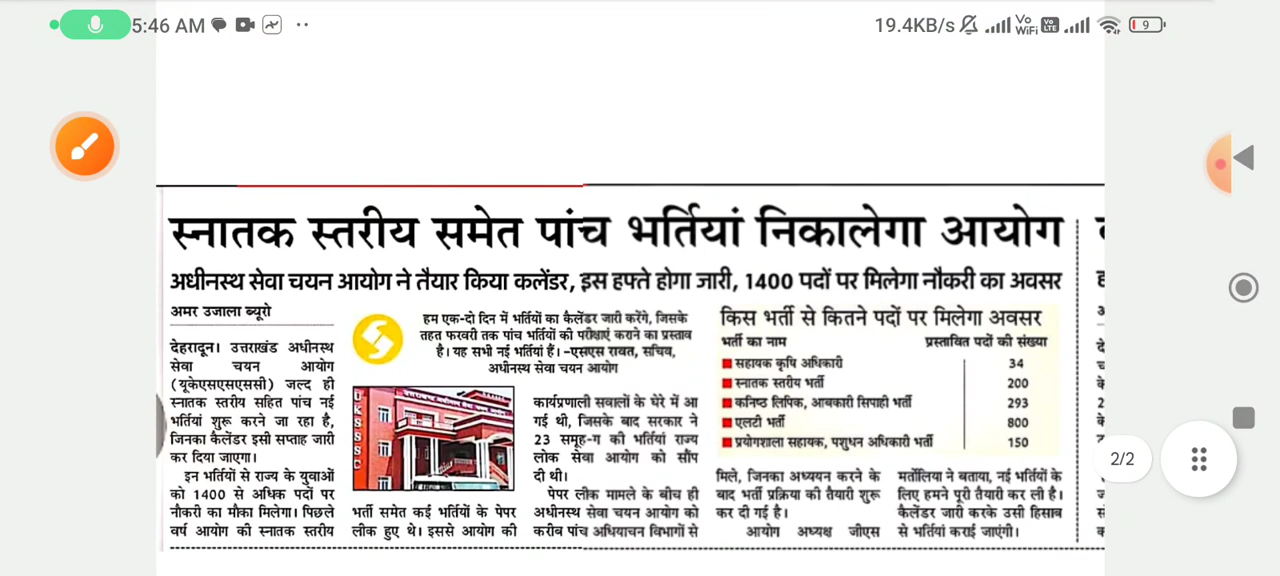 5:46 AM
19.4KB/s
Vo WiFi
Vo LTE
9
स्नातक स्तरीय समेत पांच भर्तियां निकालेगा आयोग
अधीनस्थ सेवा चयन आयोग ने तैयार किया कलेंडर, इस हफ्ते होगा जारी, 1400 पदों पर मिलेगा नौकरी का अवसर
अमर उजाला ब्यूरो
देहरादून। उत्तराखंड अधीनस्थ
सेवा चयन आयोग
(यूकेएसएसएससी) जल्द ही
स्नातक स्तरीय सहित पांच नई
भर्तियां शुरू करने जा रहा है,
जिनका कैलेंडर इसी सप्ताह जारी
कर दिया जाएगा।
इन भर्तियों से राज्य के युवाओं
को 1400 से अधिक पदों पर
नौकरी का मौका मिलेगा। पिछले
वर्ष आयोग की स्नातक स्तरीय
हम एक-दो दिन में भर्तियों का कैलेंडर जारी करेंगे, जिसके
तहत फरवरी तक पांच भर्तियों की परीक्षाएं कराने का प्रस्ताव
है। यह सभी नई भर्तियां हैं। -एसएस रावत, सचिव,
अधीनस्थ सेवा चयन आयोग
UKSSSC
भर्ती समेत कई भर्तियों के पेपर
लीक हुए थे। इससे आयोग की
कार्यप्रणाली सवालों के घेरे में आ
गई थी, जिसके बाद सरकार ने
23 समूह-ग की भर्तियां राज्य
लोक सेवा आयोग को सौंप
दी थी।
पेपर लीक मामले के बीच ही
अधीनस्थ सेवा चयन आयोग को
करीब पांच अधियाचन विभागों से
किस भर्ती से कितने पदों पर मिलेगा अवसर
भर्ती का नाम प्रस्तावित पदों की संख्या
सहायक कृषि अधिकारी 34
स्नातक स्तरीय भर्ती 200
कनिष्ठ लिपिक, आबकारी सिपाही भर्ती 293
एलटी भर्ती 800
प्रयोगशाला सहायक, पशुधन अधिकारी भर्ती 150
मिले, जिनका अध्ययन करने के
बाद भर्ती प्रक्रिया की तैयारी शुरू
कर दी गई है।
आयोग अध्यक्ष जीएस
मर्तोलिया ने बताया, नई भर्तियों के
लिए हमने पूरी तैयारी कर ली है।
कैलेंडर जारी करके उसी हिसाब
से भर्तियां कराई जाएंगी।
2/2